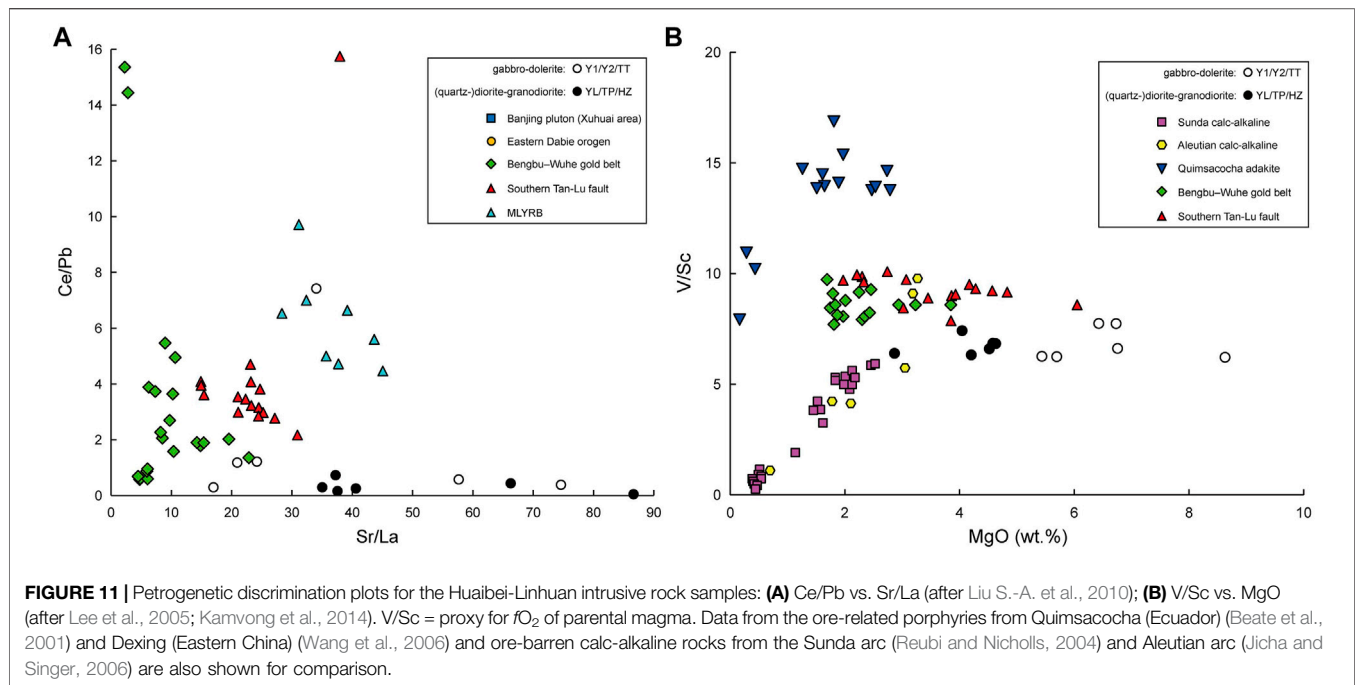 A
16
14
12
10
8
6
4
2
0
Ce/Pb
0 10 20 30 40 50 60 70 80 90
Sr/La
gabbro-dolerite: Y1/Y2/TT
(quartz-)diorite-granodiorite: YL/TP/HZ
Banjing pluton (Xuhuai area)
Eastern Dabie orogen
Bengbu–Wuhe gold belt
Southern Tan-Lu fault
MLYRB
B
20
15
10
5
0
V/Sc
0 2 4 6 8 10
MgO (wt.%)
gabbro-dolerite: Y1/Y2/TT
(quartz-)diorite-granodiorite: YL/TP/HZ
Sunda calc-alkaline
Aleutian calc-alkaline
Quimsacocha adakite
Bengbu–Wuhe gold belt
Southern Tan-Lu fault
FIGURE 11 | Petrogenetic discrimination plots for the Huaibei-Linhuan intrusive rock samples: (A) Ce/Pb vs. Sr/La (after Liu S.-A. et al., 2010); (B) V/Sc vs. MgO
(after Lee et al., 2005; Kamvong et al., 2014). V/Sc = proxy for fO2 of parental magma. Data from the ore-related porphyries from Quimsacocha (Ecuador) (Beate et al.,
2001) and Dexing (Eastern China) (Wang et al., 2006) and ore-barren calc-alkaline rocks from the Sunda arc (Reubi and Nicholls, 2004) and Aleutian arc (Jicha and
Singer, 2006) are also shown for comparison.